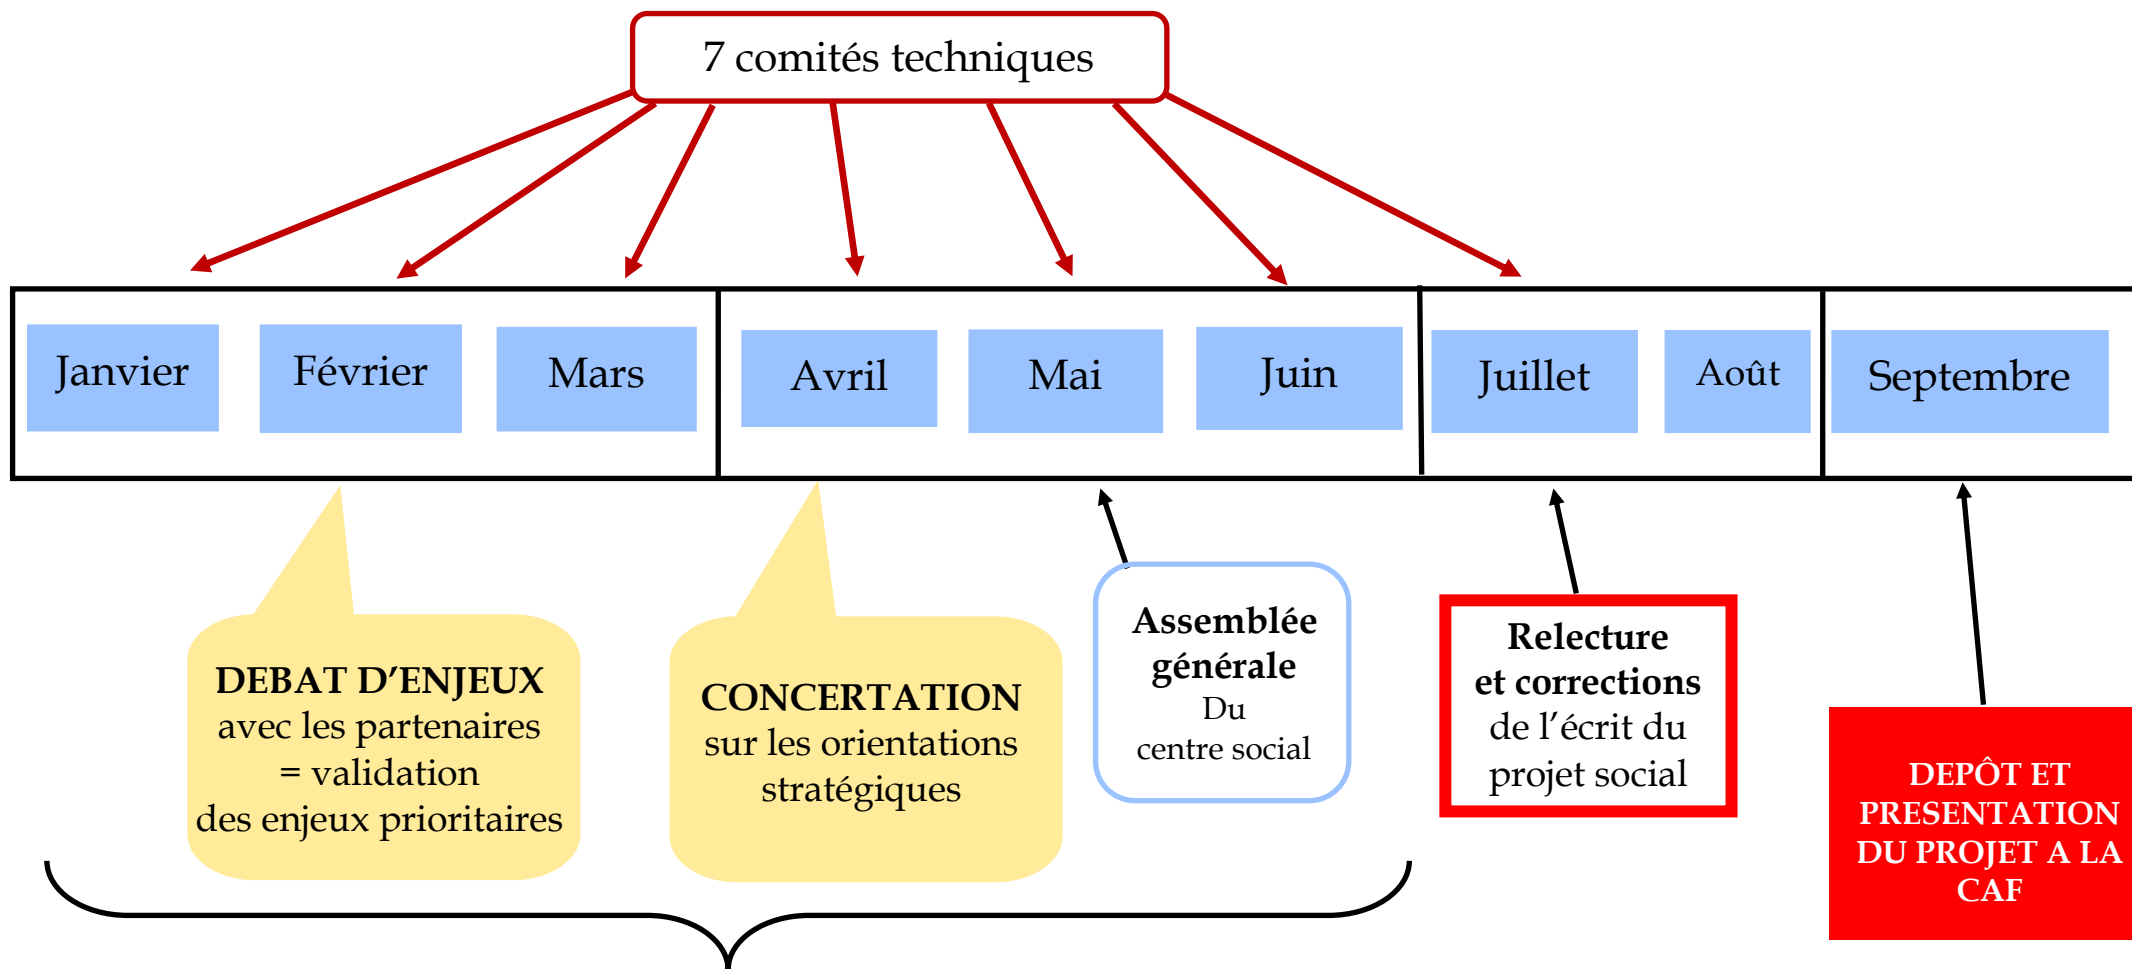 7 comités techniques
Janvier
Février
Mars
Avril
Mai
Juin
Juillet
Août
Septembre
DEBAT D’ENJEUX
avec les partenaires
= validation
des enjeux prioritaires
CONCERTATION
sur les orientations
stratégiques
Assemblée
générale
Du
centre social
Relecture
et corrections
de l’écrit du
projet social
DEPÔT ET
PRESENTATION
DU PROJET A LA
CAF